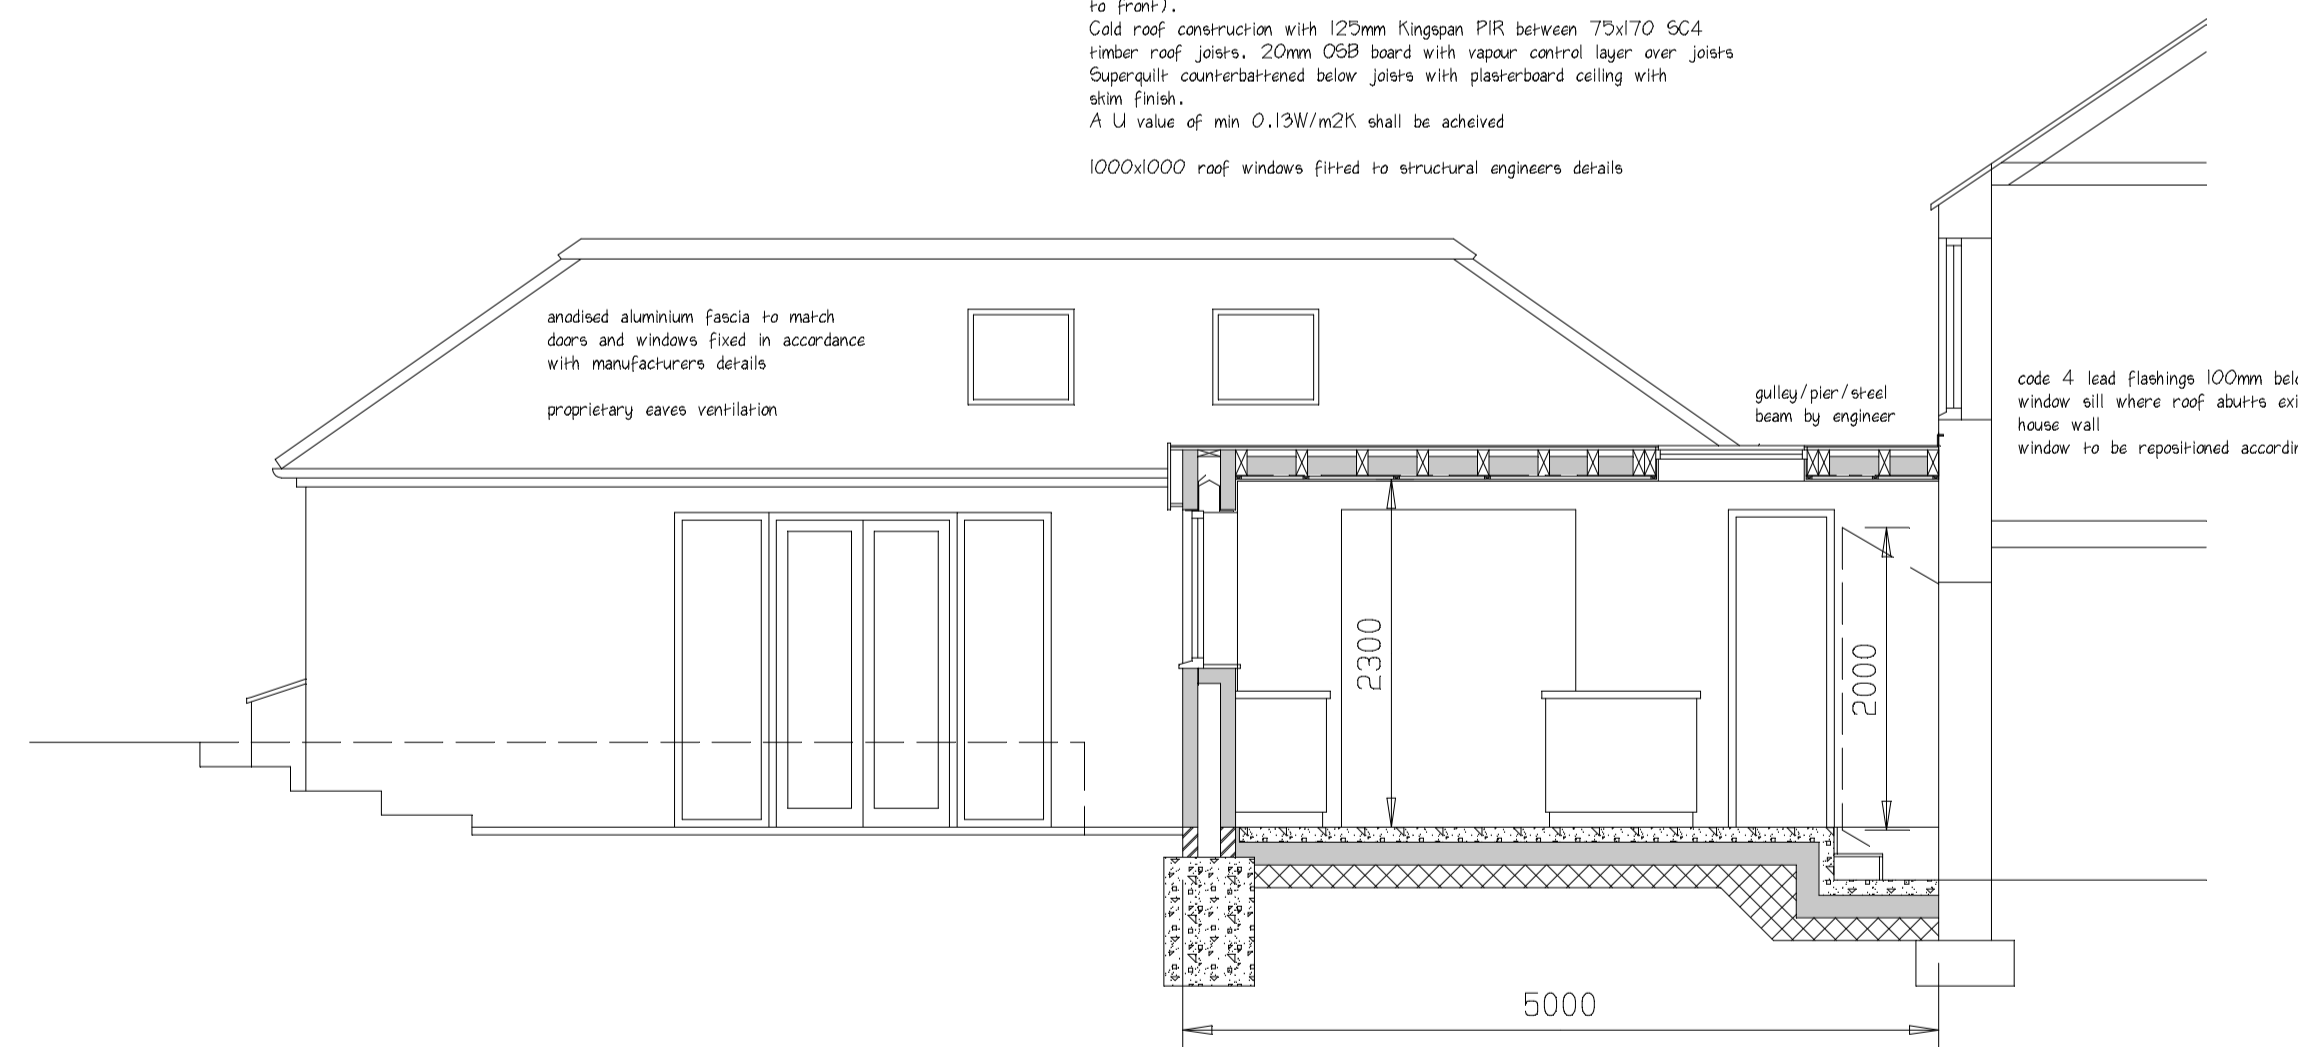 to front).
Cold roof construction with 125mm Kingspan PIR between 75x170 SC4
timber roof joists. 20mm OSB board with vapour control layer over joists
Superquilt counterbattened below joists with plasterboard ceiling with
skim finish.
A U value of min 0.13W/m2K shall be acheived
1000x1000 roof windows fitted to structural engineers details
anodised aluminium fascia to match
doors and windows fixed in accordance
with manufacturers details
proprietary eaves ventilation
gulley/pier/steel
beam by engineer
code 4 lead flashings 100mm
window sill where roof abutts
house wall
window to be repositioned
2300
2000
5000